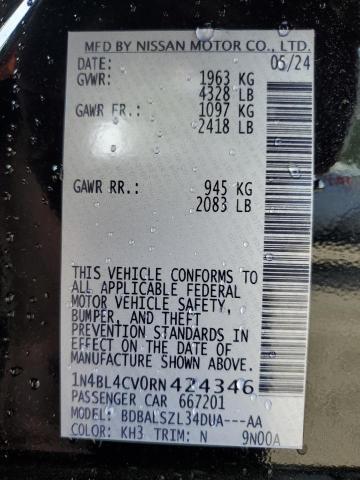 MFD BY NISSAN MOTOR CO., LTD.
DATE: 05/24
GVWR: 1963 KG
4328 LB
GAWR FR.: 1097 KG
2418 LB
GAWR RR.: 945 KG
2083 LB
THIS VEHICLE CONFORMS TO
ALL APPLICABLE FEDERAL
MOTOR VEHICLE SAFETY,
BUMPER, AND THEFT
PREVENTION STANDARDS IN
EFFECT ON THE DATE OF
MANUFACTURE SHOWN ABOVE.
1N4BL4CV0RN424346
PASSENGER CAR 667201
MODEL: BDBALSZL34DUA---AA
COLOR: KH3 TRIM: N 9N00A